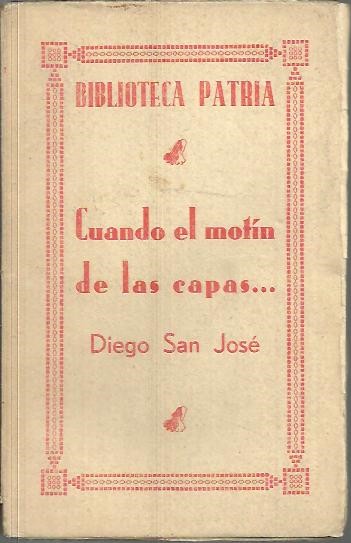 BIBLIOTECA PATRIA
Cuando el motín
de las capas...
Diego San José